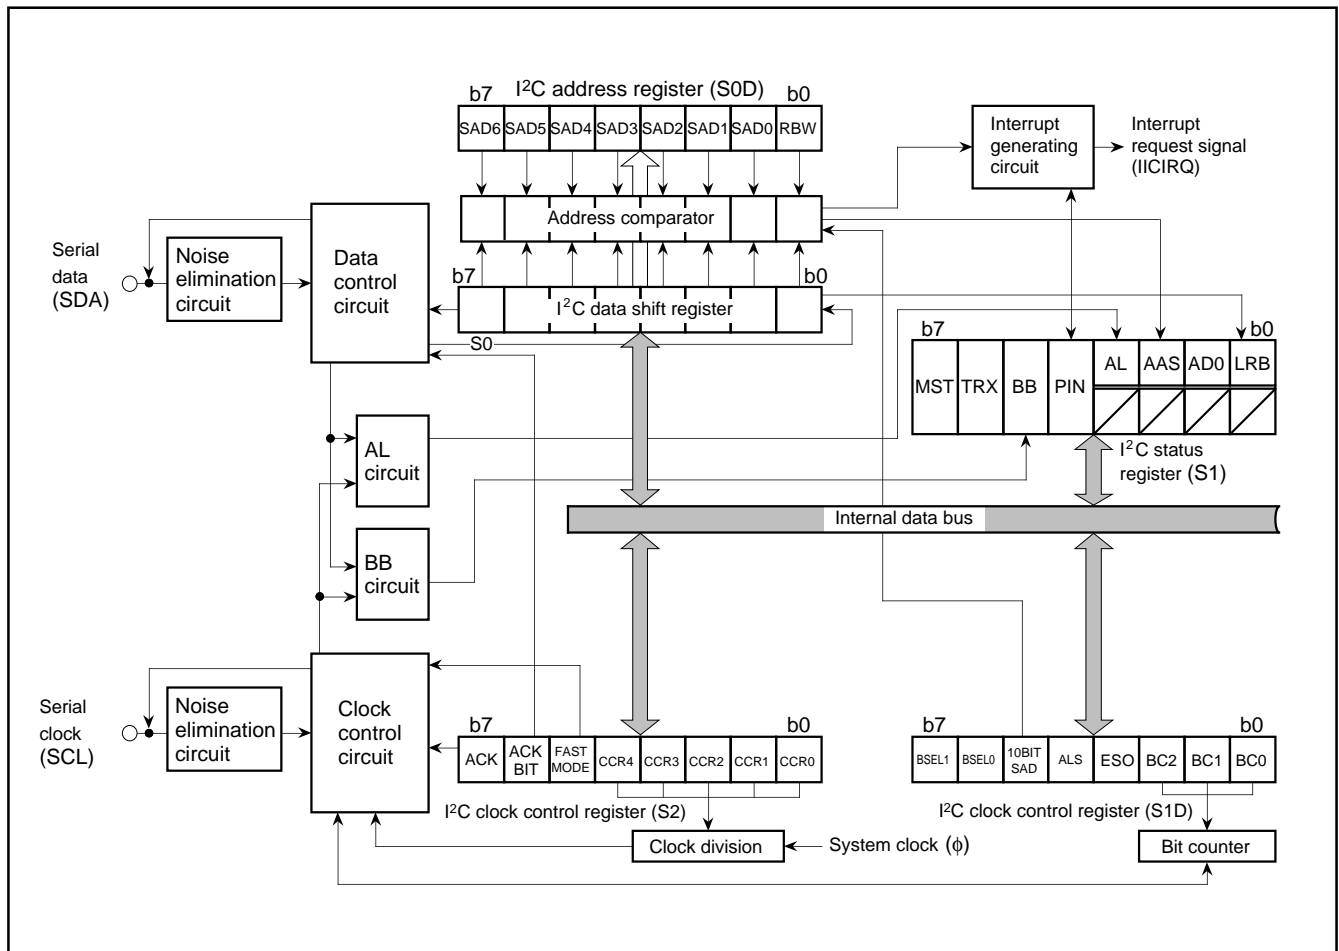 I²C address register (S0D)
b7
b0
SAD6 SAD5 SAD4 SAD3 SAD2 SAD1 SAD0 RBW
Interrupt
generating
circuit
Interrupt
request signal
(IICIRQ)
Address comparator
Serial
data
(SDA)
Noise
elimination
circuit
Data
control
circuit
b7
b0
I²C data shift register
S0
b7
b0
MST TRX BB PIN AL AAS AD0 LRB
I²C status
register (S1)
AL
circuit
Internal data bus
BB
circuit
Serial
clock
(SCL)
Noise
elimination
circuit
Clock
control
circuit
b7
b0
ACK ACK BIT FAST MODE CCR4 CCR3 CCR2 CCR1 CCR0
I²C clock control register (S2)
Clock division
System clock (ϕ)
b7
b0
BSEL1 BSEL0 10BIT SAD ALS ESO BC2 BC1 BC0
I²C clock control register (S1D)
Bit counter